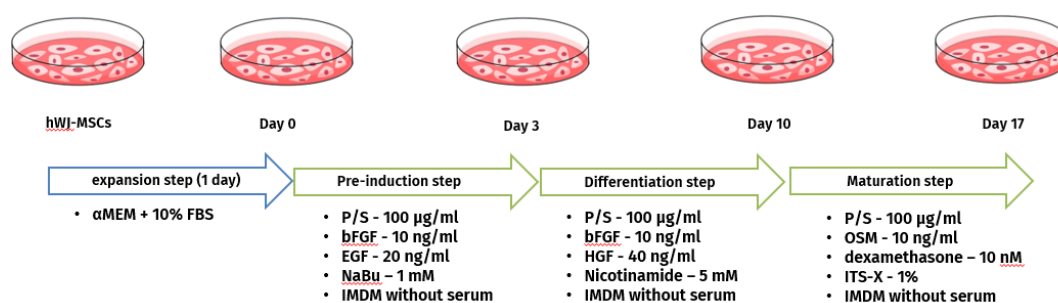 hWJ-MSCs
Day 0
Day 3
Day 10
Day 17
expansion step (1 day)
Pre-induction step
Differentiation step
Maturation step
• αMEM + 10% FBS
• P/S - 100 µg/ml
• bFGF - 10 ng/ml
• EGF - 20 ng/ml
• NaBu – 1 mM
• IMDM without serum
• P/S - 100 µg/ml
• bFGF - 10 ng/ml
• HGF - 40 ng/ml
• Nicotinamide – 5 mM
• IMDM without serum
• P/S - 100 µg/ml
• OSM - 10 ng/ml
• dexamethasone – 10 nM
• ITS-X - 1%
• IMDM without serum